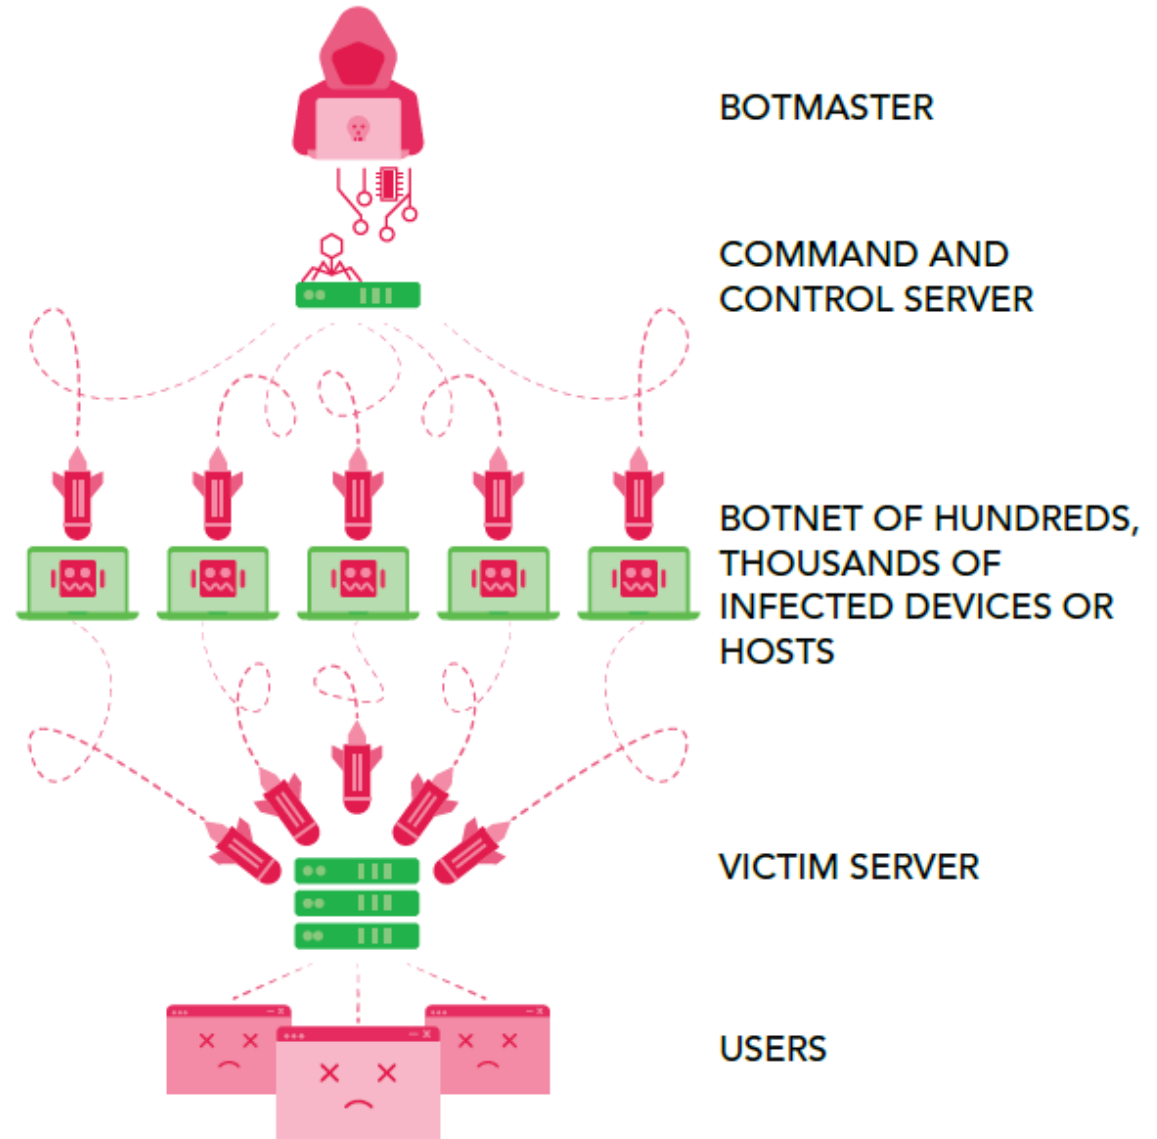 BOTMASTER
COMMAND AND
CONTROL SERVER
BOTNET OF HUNDREDS,
THOUSANDS OF
INFECTED DEVICES OR
HOSTS
VICTIM SERVER
USERS